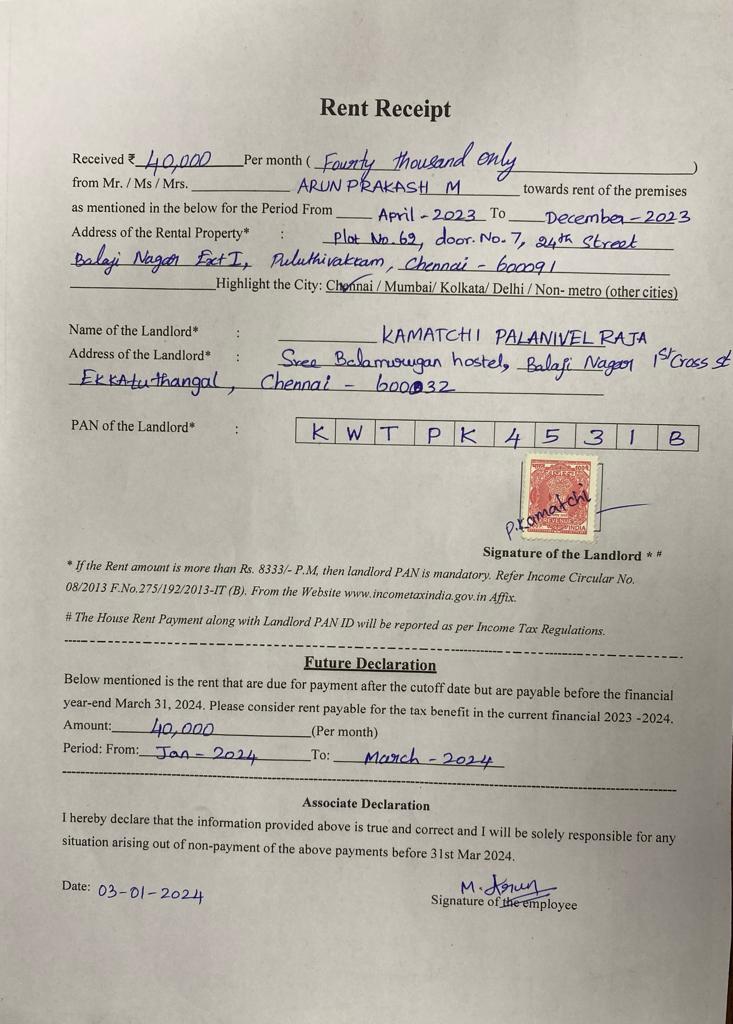 Rent Receipt
Received ₹ 40,000 Per month ( Fourty thousand only )
from Mr. / Ms / Mrs. ARUN PRAKASH M towards rent of the premises
as mentioned in the below for the Period From April - 2023 To December - 2023
Address of the Rental Property* : Plot No. 62, door. No. 7, 24th Street
Balaji Nagar Ext I, Puluthivakkam, Chennai - 600091
Highlight the City: Chennai / Mumbai/ Kolkata/ Delhi / Non- metro (other cities)
Name of the Landlord* : KAMATCHI PALANIVEL RAJA
Address of the Landlord* : Sree Balamurugan hostel, Balaji Nagar 1st Cross st
Ekkatuthangal, Chennai - 600032
PAN of the Landlord* : K W T P K 4 5 3 1 B
P. Kamatchi
REVENUE
INDIA
Signature of the Landlord * #
* If the Rent amount is more than Rs. 8333/- P.M, then landlord PAN is mandatory. Refer Income Circular No.
08/2013 F.No.275/192/2013-IT (B). From the Website www.incometaxindia.gov.in Affix.
# The House Rent Payment along with Landlord PAN ID will be reported as per Income Tax Regulations.
Future Declaration
Below mentioned is the rent that are due for payment after the cutoff date but are payable before the financial
year-end March 31, 2024. Please consider rent payable for the tax benefit in the current financial 2023 -2024.
Amount: 40,000 (Per month)
Period: From: Jan - 2024 To: March - 2024
Associate Declaration
I hereby declare that the information provided above is true and correct and I will be solely responsible for any
situation arising out of non-payment of the above payments before 31st Mar 2024.
Date: 03-01-2024
M. Arun
Signature of the employee